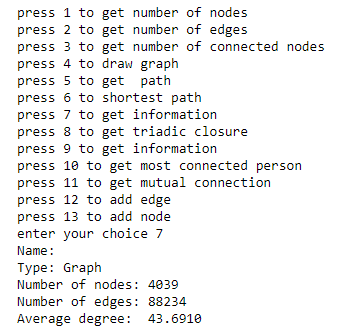 press 1 to get number of nodes
press 2 to get number of edges
press 3 to get number of connected nodes
press 4 to draw graph
press 5 to get  path
press 6 to shortest path
press 7 to get information
press 8 to get triadic closure
press 9 to get information
press 10 to get most connected person
press 11 to get mutual connection
press 12 to add edge
press 13 to add node
enter your choice 7
Name:
Type: Graph
Number of nodes: 4039
Number of edges: 88234
Average degree:  43.6910